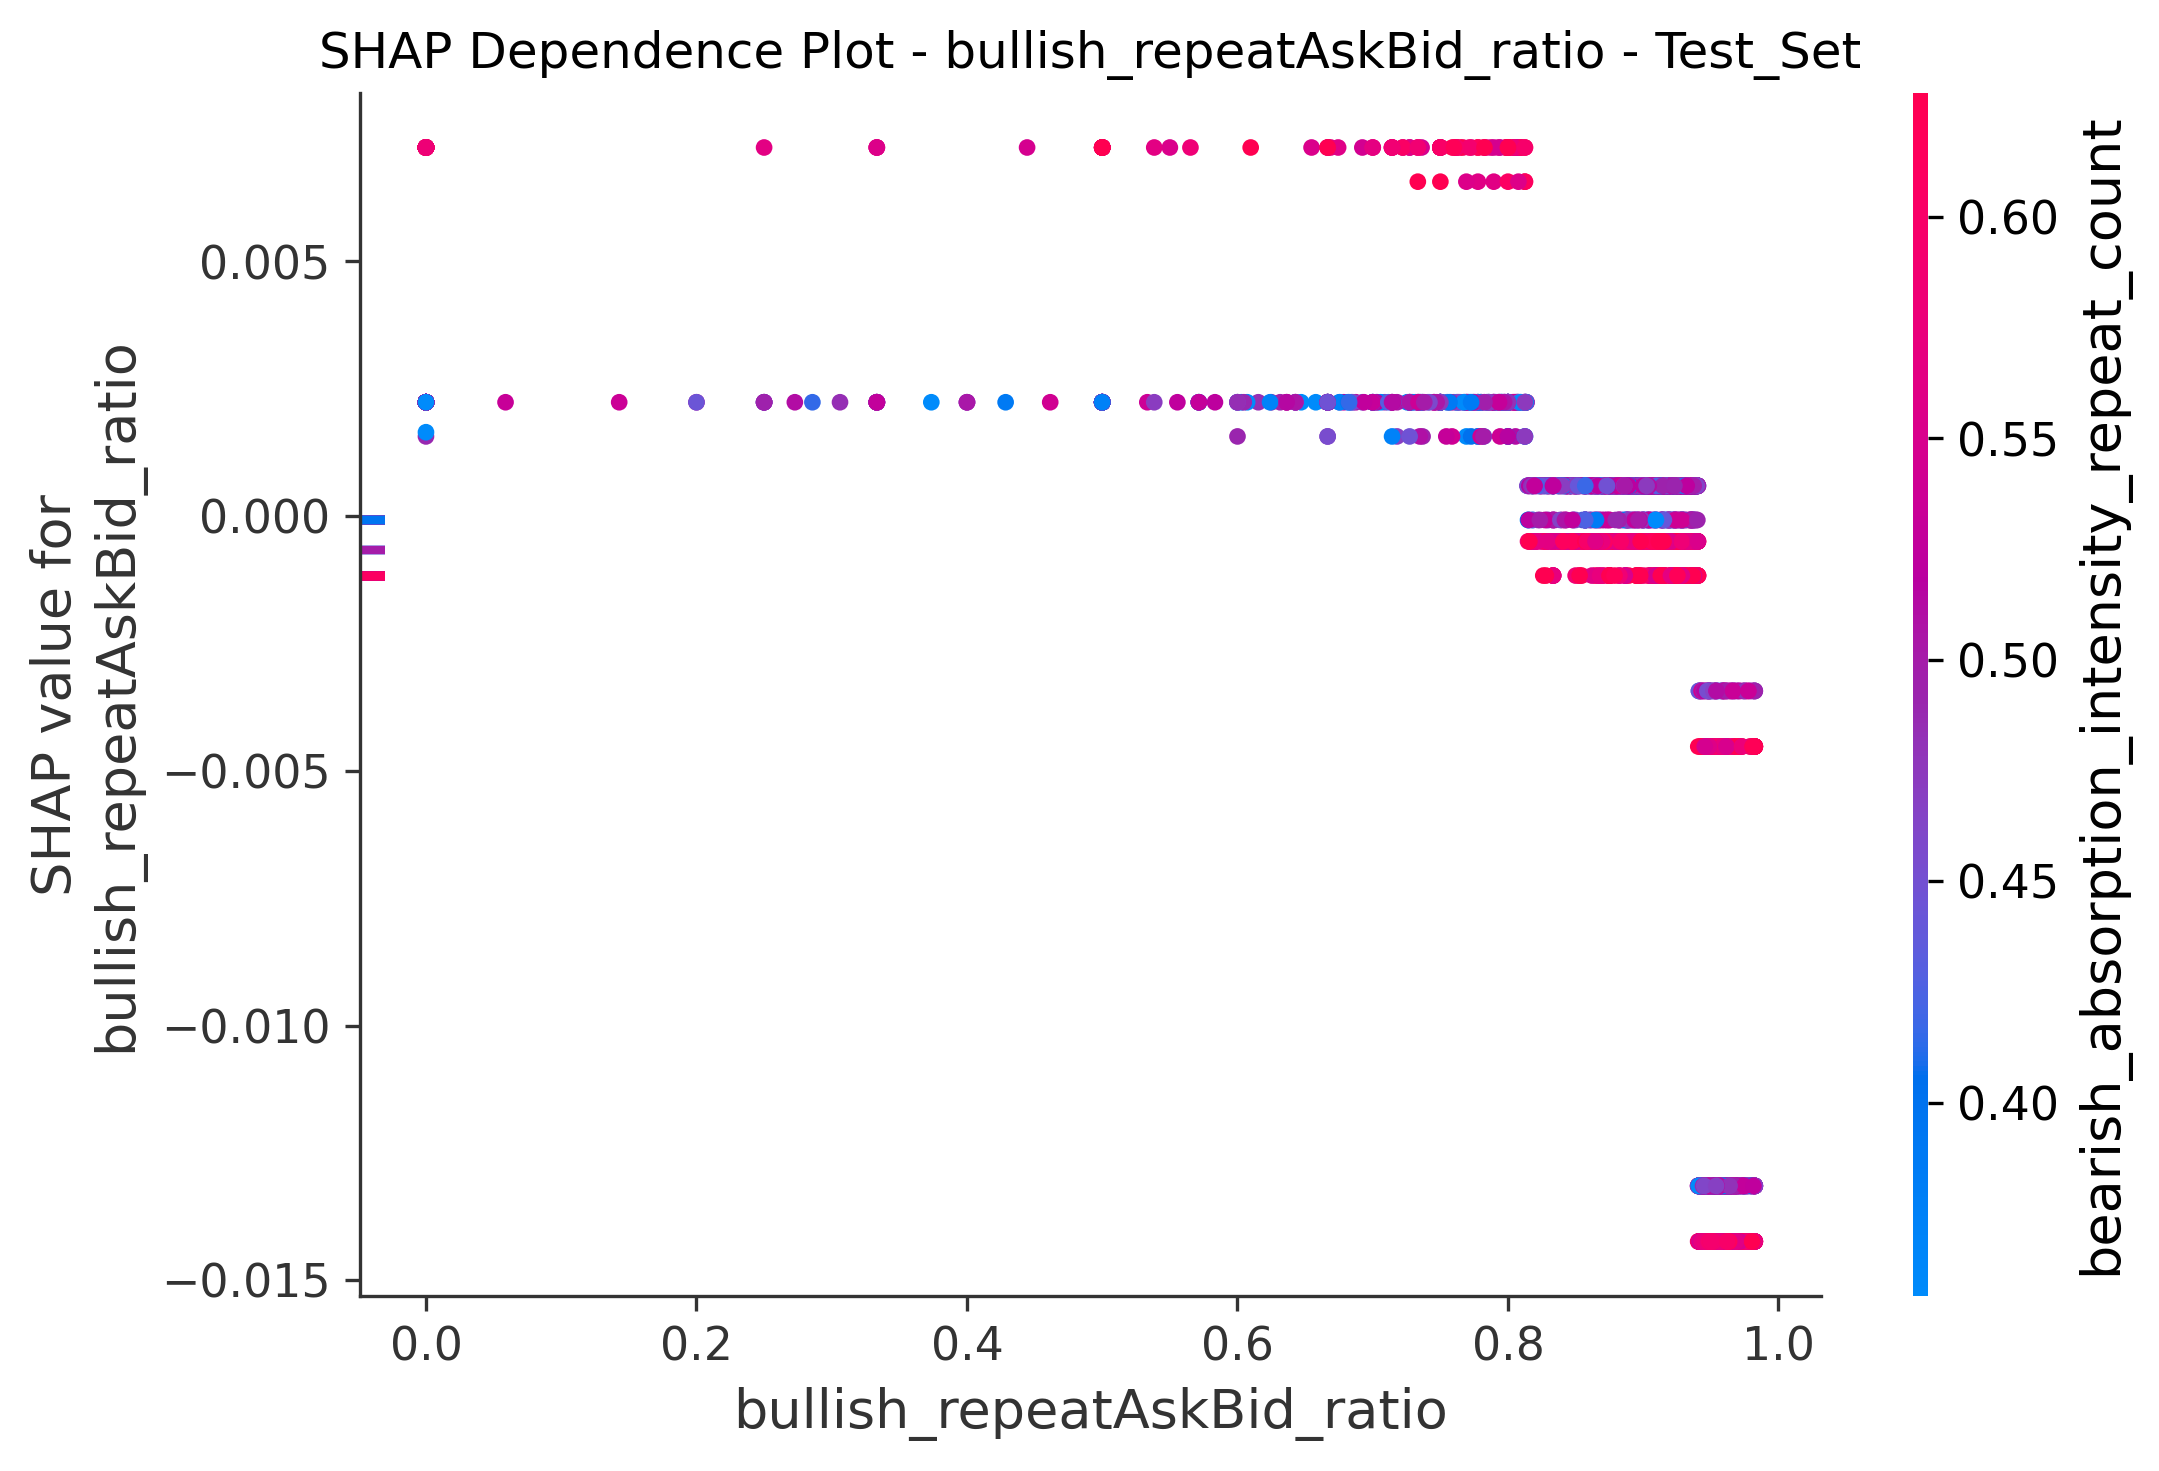 SHAP Dependence Plot - bullish_repeatAskBid_ratio - Test_Set
SHAP value for
bullish_repeatAskBid_ratio
0.005
0.000
−0.005
−0.010
−0.015
0.0 0.2 0.4 0.6 0.8 1.0
bullish_repeatAskBid_ratio
0.60
0.55
0.50
0.45
0.40
bearish_absorption_intensity_repeat_count